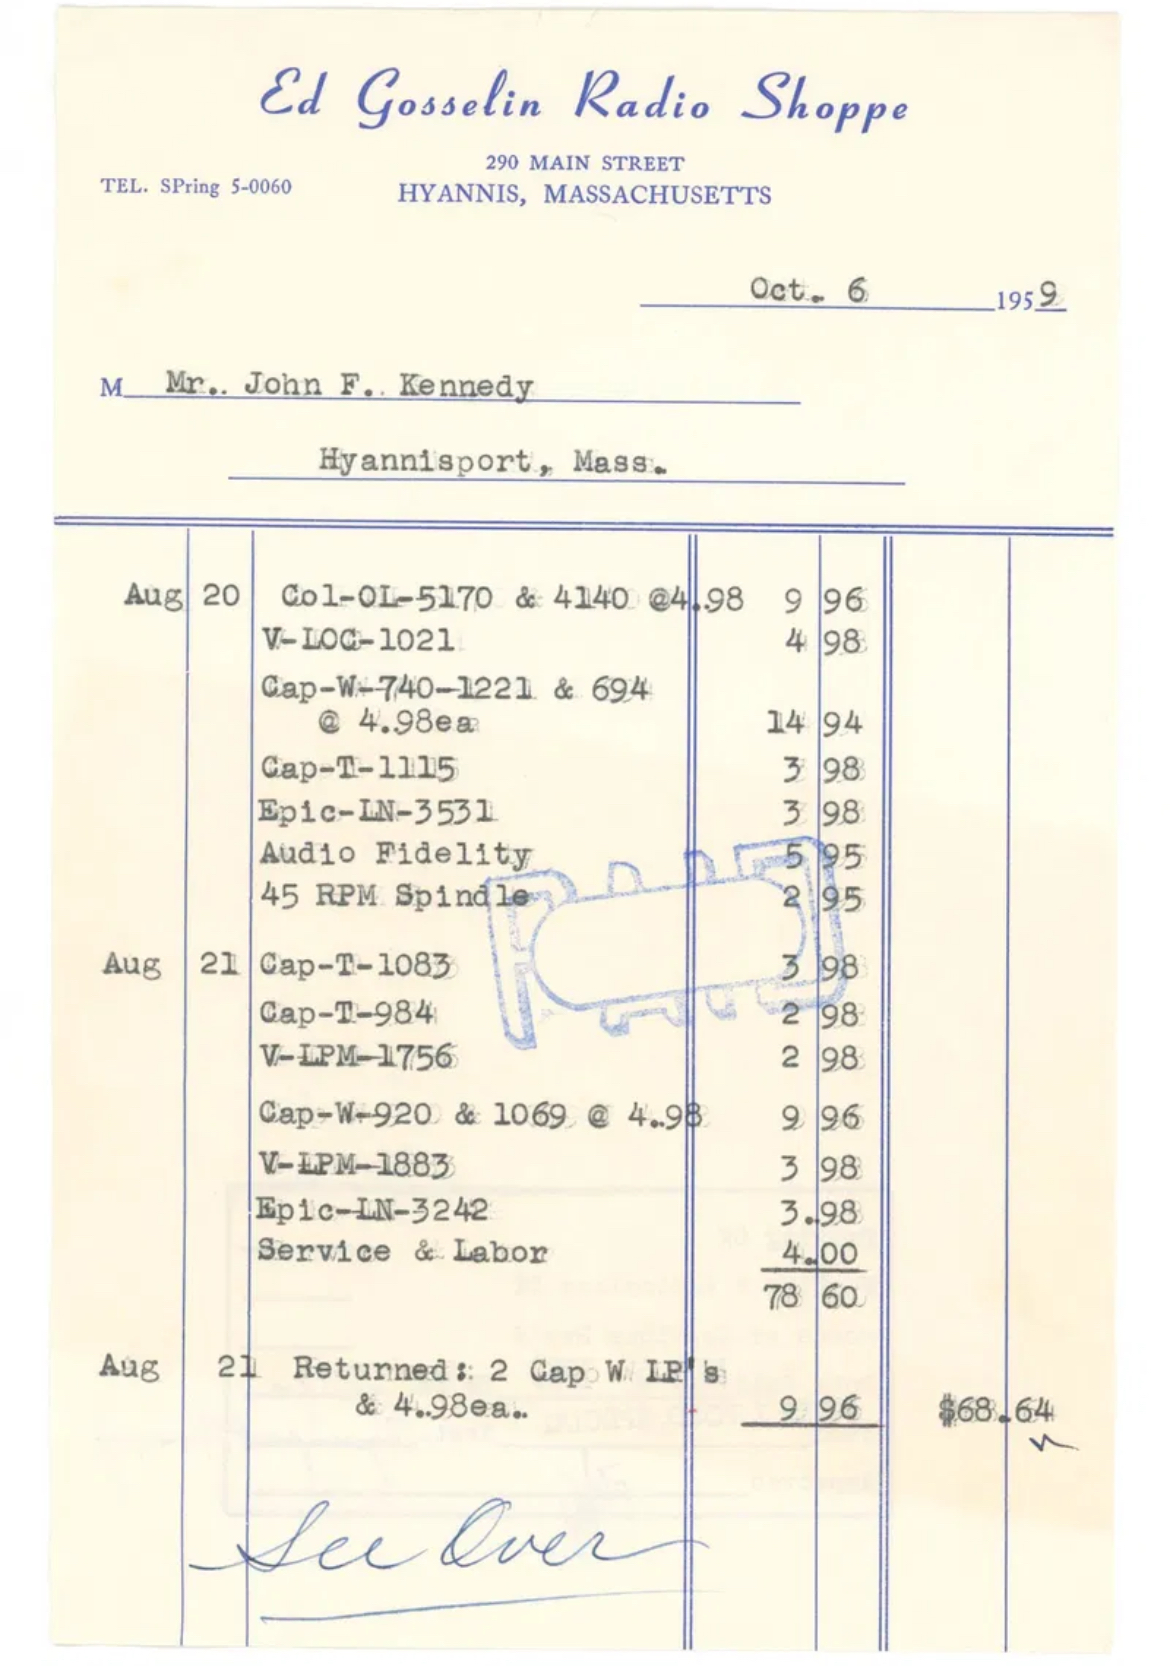 Ed Gosselin Radio Shoppe
290 MAIN STREET
TEL. SPring 5-0060
HYANNIS, MASSACHUSETTS
Oct. 6 1959
M Mr.. John F. Kennedy
Hyannisport, Mass.
Aug 20 Col-OL-5170 & 4140 @4.98 9 96
V-LOC-1021 4 98
Cap-W-740-1221 & 694
@ 4.98ea 14 94
Cap-T-1115 3 98
Epic-LN-3531 3 98
Audio Fidelity 5 95
45 RPM Spindle 2 95
Aug 21 Cap-T-1083 3 98
Cap-T-984 2 98
V-LPM-1756 2 98
Cap-W-920 & 1069 @ 4.98 9 96
V-LPM-1883 3 98
Epic-LN-3242 3.98
Service & Labor 4.00
78 60
Aug 21 Returned: 2 Cap W LP's
& 4.98ea.. 9 96 $68.64
See Over
PAID